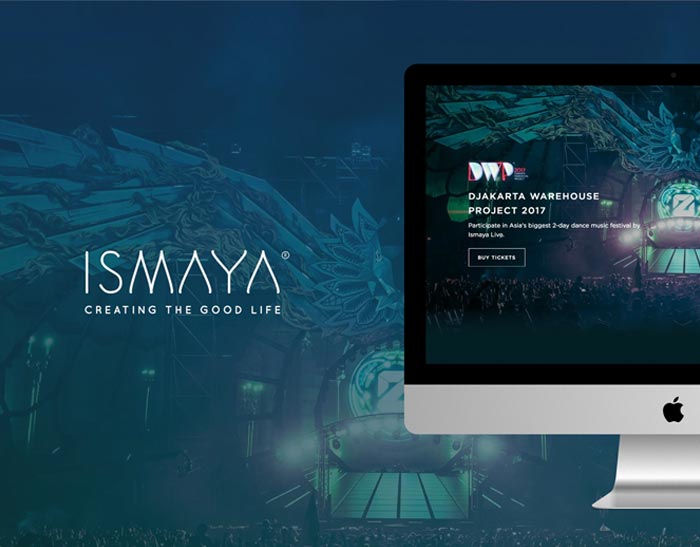 ISMAYA®
CREATING THE GOOD LIFE
DWP
2017
DJAKARTA WAREHOUSE
PROJECT 2017
Participate in Asia's biggest 2-day dance music festival by
Ismaya Live.
BUY TICKETS